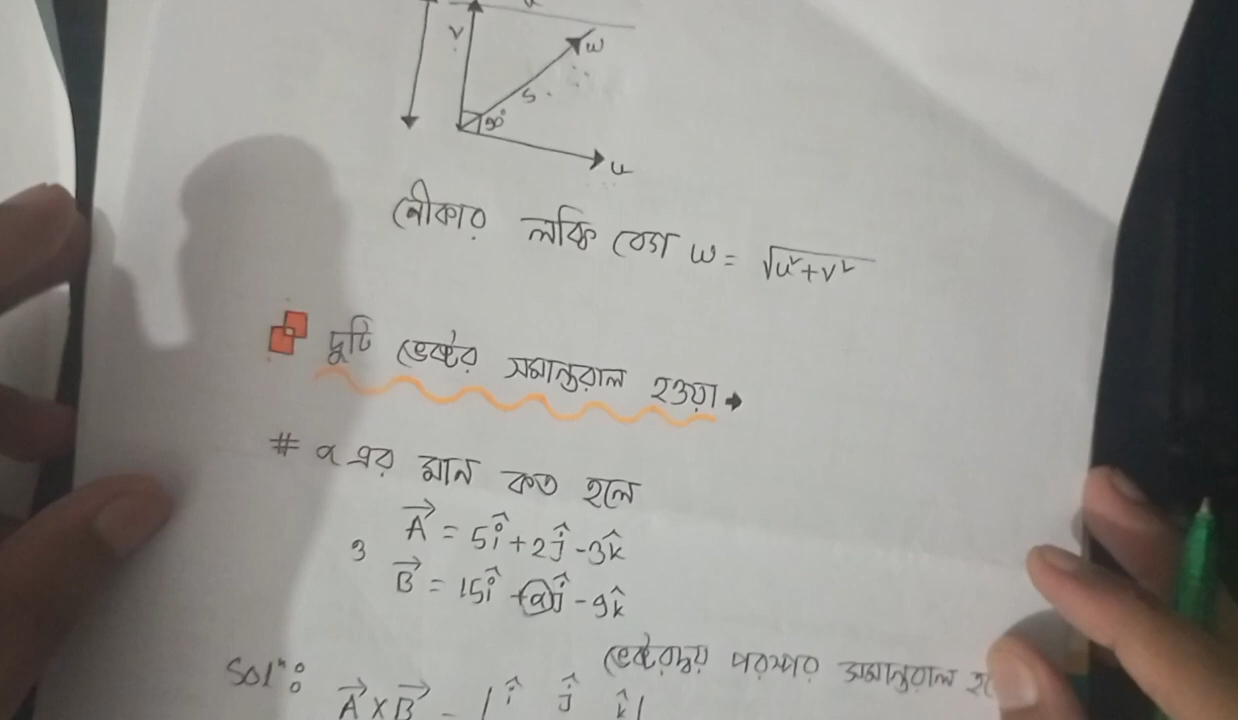 v
w
s
90°
u
নৌকার লব্ধি বেগ w = √u²+v²
দুটি ভেক্টর সমান্তরাল হওয়া →
# a এর মান কত হলে
A⃗ = 5î + 2ĵ - 3k̂
ও B⃗ = 15î + aĵ - 9k̂
ভেক্টরদ্বয় পরস্পর সমান্তরাল
Solⁿ:
A⃗ × B⃗ = | î ĵ k̂ |